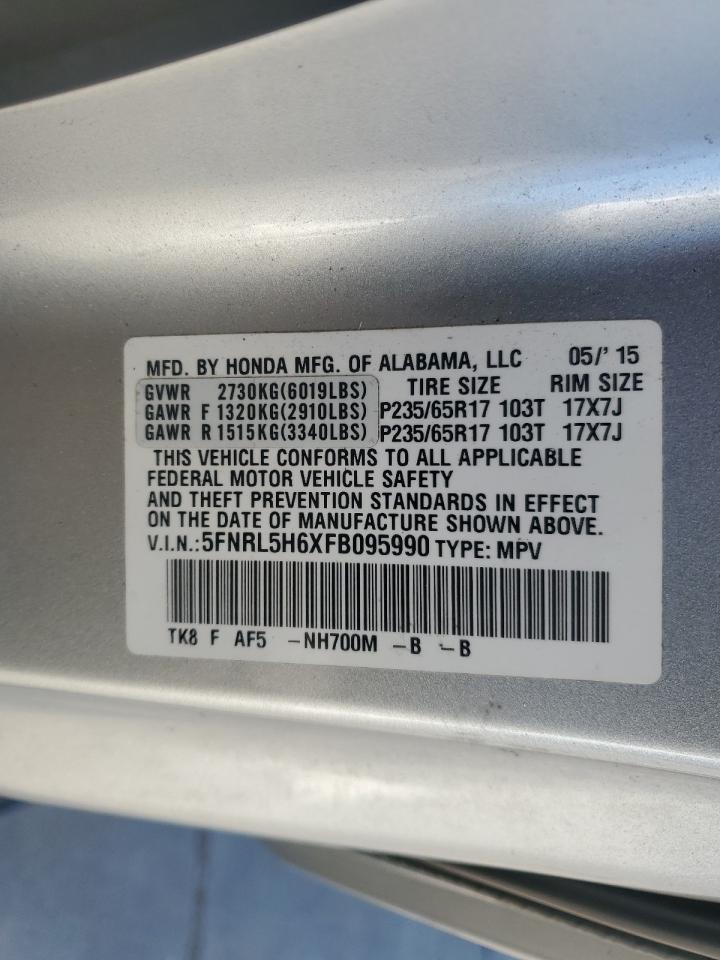 MFD. BY HONDA MFG. OF ALABAMA, LLC 05/' 15
GVWR 2730KG(6019LBS) TIRE SIZE RIM SIZE
GAWR F 1320KG(2910LBS) P235/65R17 103T 17X7J
GAWR R 1515KG(3340LBS) P235/65R17 103T 17X7J
THIS VEHICLE CONFORMS TO ALL APPLICABLE
FEDERAL MOTOR VEHICLE SAFETY
AND THEFT PREVENTION STANDARDS IN EFFECT
ON THE DATE OF MANUFACTURE SHOWN ABOVE.
V.I.N.:5FNRL5H6XFB095990 TYPE: MPV
TK8 F AF5 -NH700M -B -B